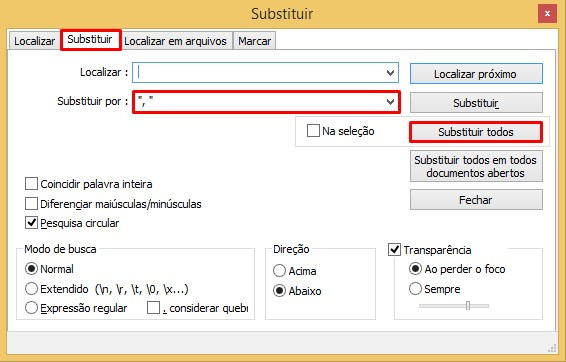 Substituir
x
Localizar Substituir Localizar em arquivos Marcar
Localizar :
Localizar próximo
Substituir por : ", "
Substituir
Na seleção
Substituir todos
Substituir todos em todos
documentos abertos
Fechar
Coincidir palavra inteira
Diferençiar maiúsculas/minúsculas
Pesquisa circular
Modo de busca
Normal
Extendido (\n, \r, \t, \0, \x...)
Expressão regular . considerar quebr
Direção
Acima
Abaixo
Transparência
Ao perder o foco
Sempre